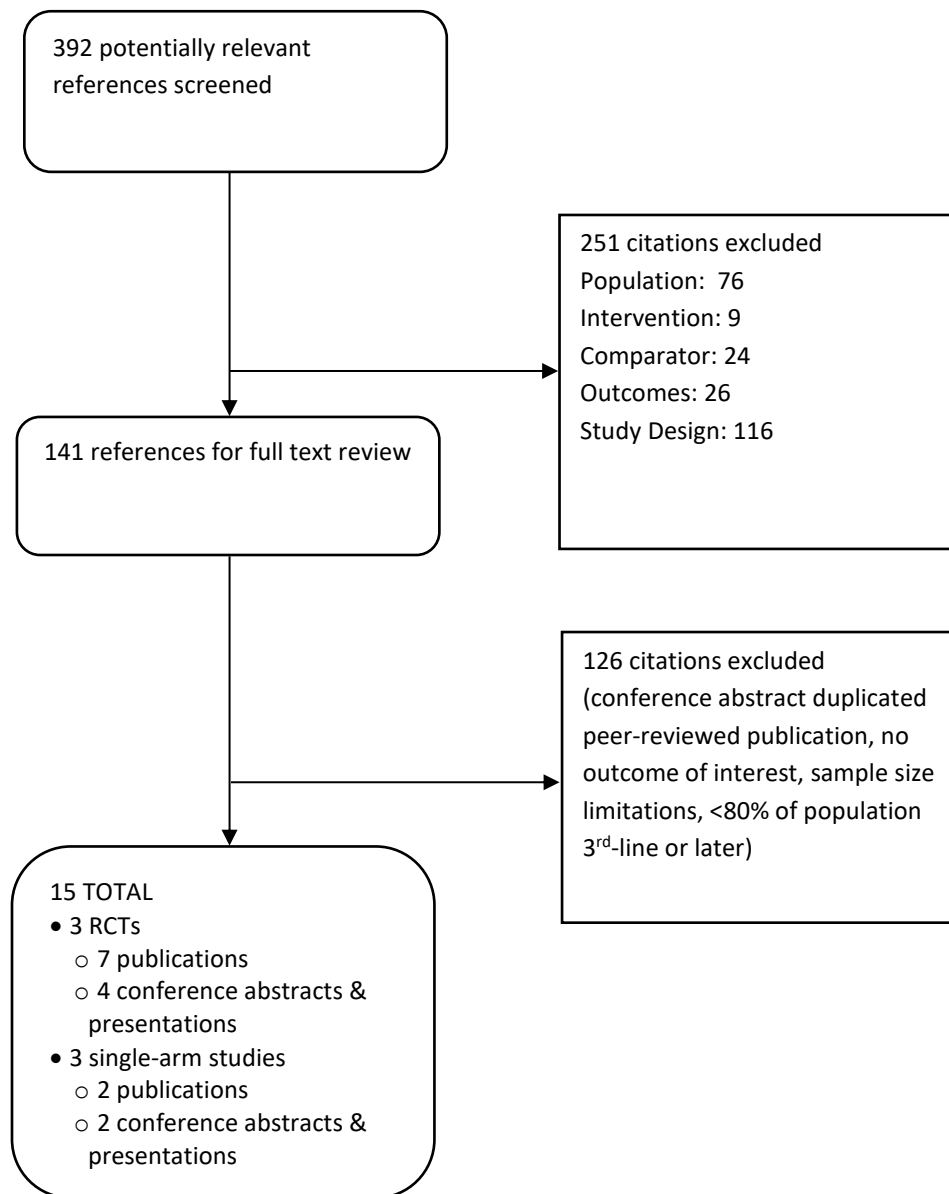 392 potentially relevant
references screened
251 citations excluded
Population:  76
Intervention: 9
Comparator: 24
Outcomes: 26
Study Design: 116
141 references for full text review
126 citations excluded
(conference abstract duplicated
peer-reviewed publication, no
outcome of interest, sample size
limitations, <80% of population
3rd-line or later)
15 TOTAL
• 3 RCTs
o 7 publications
o 4 conference abstracts &
presentations
• 3 single-arm studies
o 2 publications
o 2 conference abstracts &
presentations